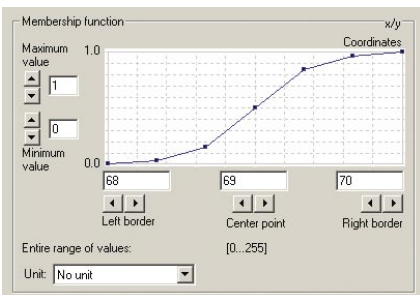 Membership function
x/y
Maximum
value
Coordinates
1.0
1
0
Minimum
value
0.0
68
69
70
Left border
Center point
Right border
Entire range of values:
[0...255]
Unit:
No unit